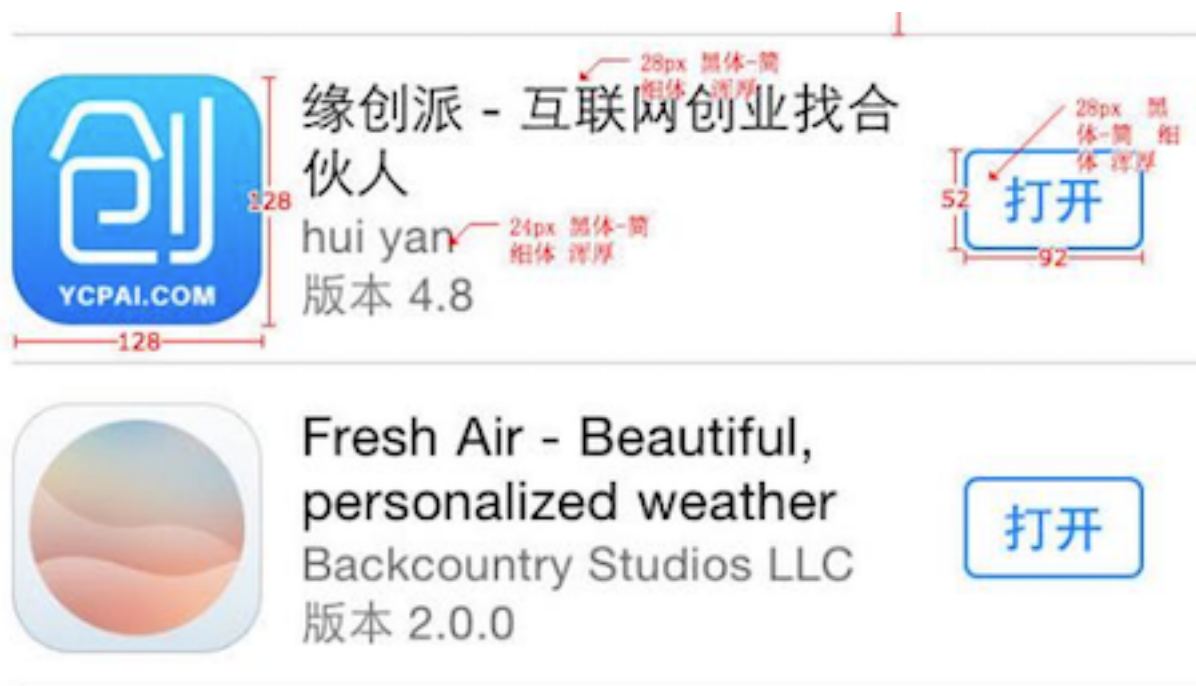 28px 黑体-简
细体 浑厚
缘创派 - 互联网创业找合
伙人
28px 黑
体-简 细
体 浑厚
创
128
52
打开
hui yan
24px 黑体-简
细体 浑厚
92
YCPAI.COM
版本 4.8
128
Fresh Air - Beautiful,
personalized weather
打开
Backcountry Studios LLC
版本 2.0.0